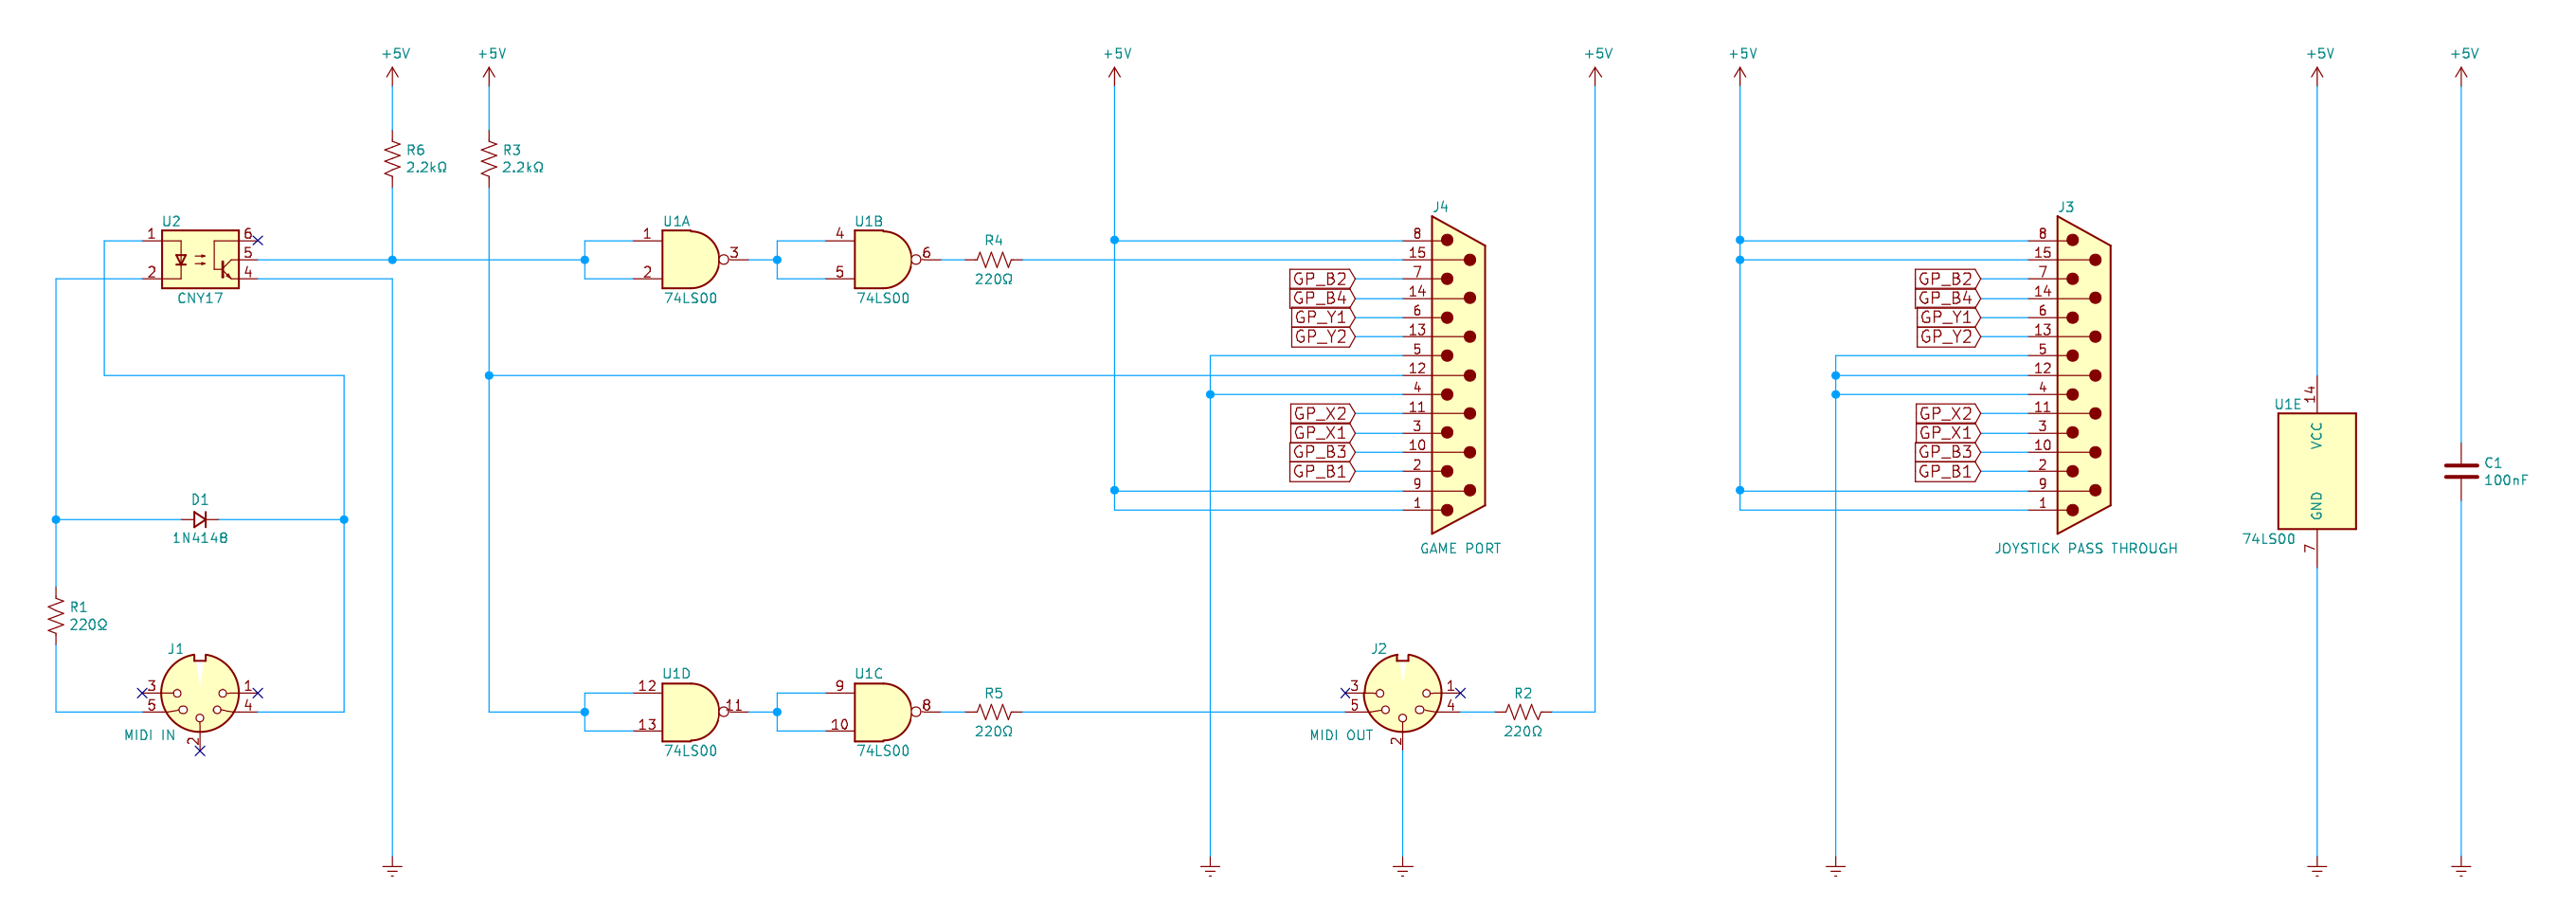 +5V
+5V
+5V
+5V
+5V
+5V
+5V
R6
2.2kΩ
R3
2.2kΩ
U2
1
2
6
5
4
CNY17
U1A
1
2
3
74LS00
U1B
4
5
6
74LS00
R4
220Ω
J4
8
15
GP_B2 7
GP_B4 14
GP_Y1 6
GP_Y2 13
5
12
4
GP_X2 11
GP_X1 3
GP_B3 10
GP_B1 2
9
1
GAME PORT
J3
8
15
GP_B2 7
GP_B4 14
GP_Y1 6
GP_Y2 13
5
12
4
GP_X2 11
GP_X1 3
GP_B3 10
GP_B1 2
9
1
JOYSTICK PASS THROUGH
U1E
14
VCC
GND
74LS00
7
C1
100nF
D1
1N4148
R1
220Ω
J1
3
5
1
4
2
MIDI IN
U1D
12
13
11
74LS00
U1C
9
10
8
74LS00
R5
220Ω
J2
3
5
1
4
2
MIDI OUT
R2
220Ω